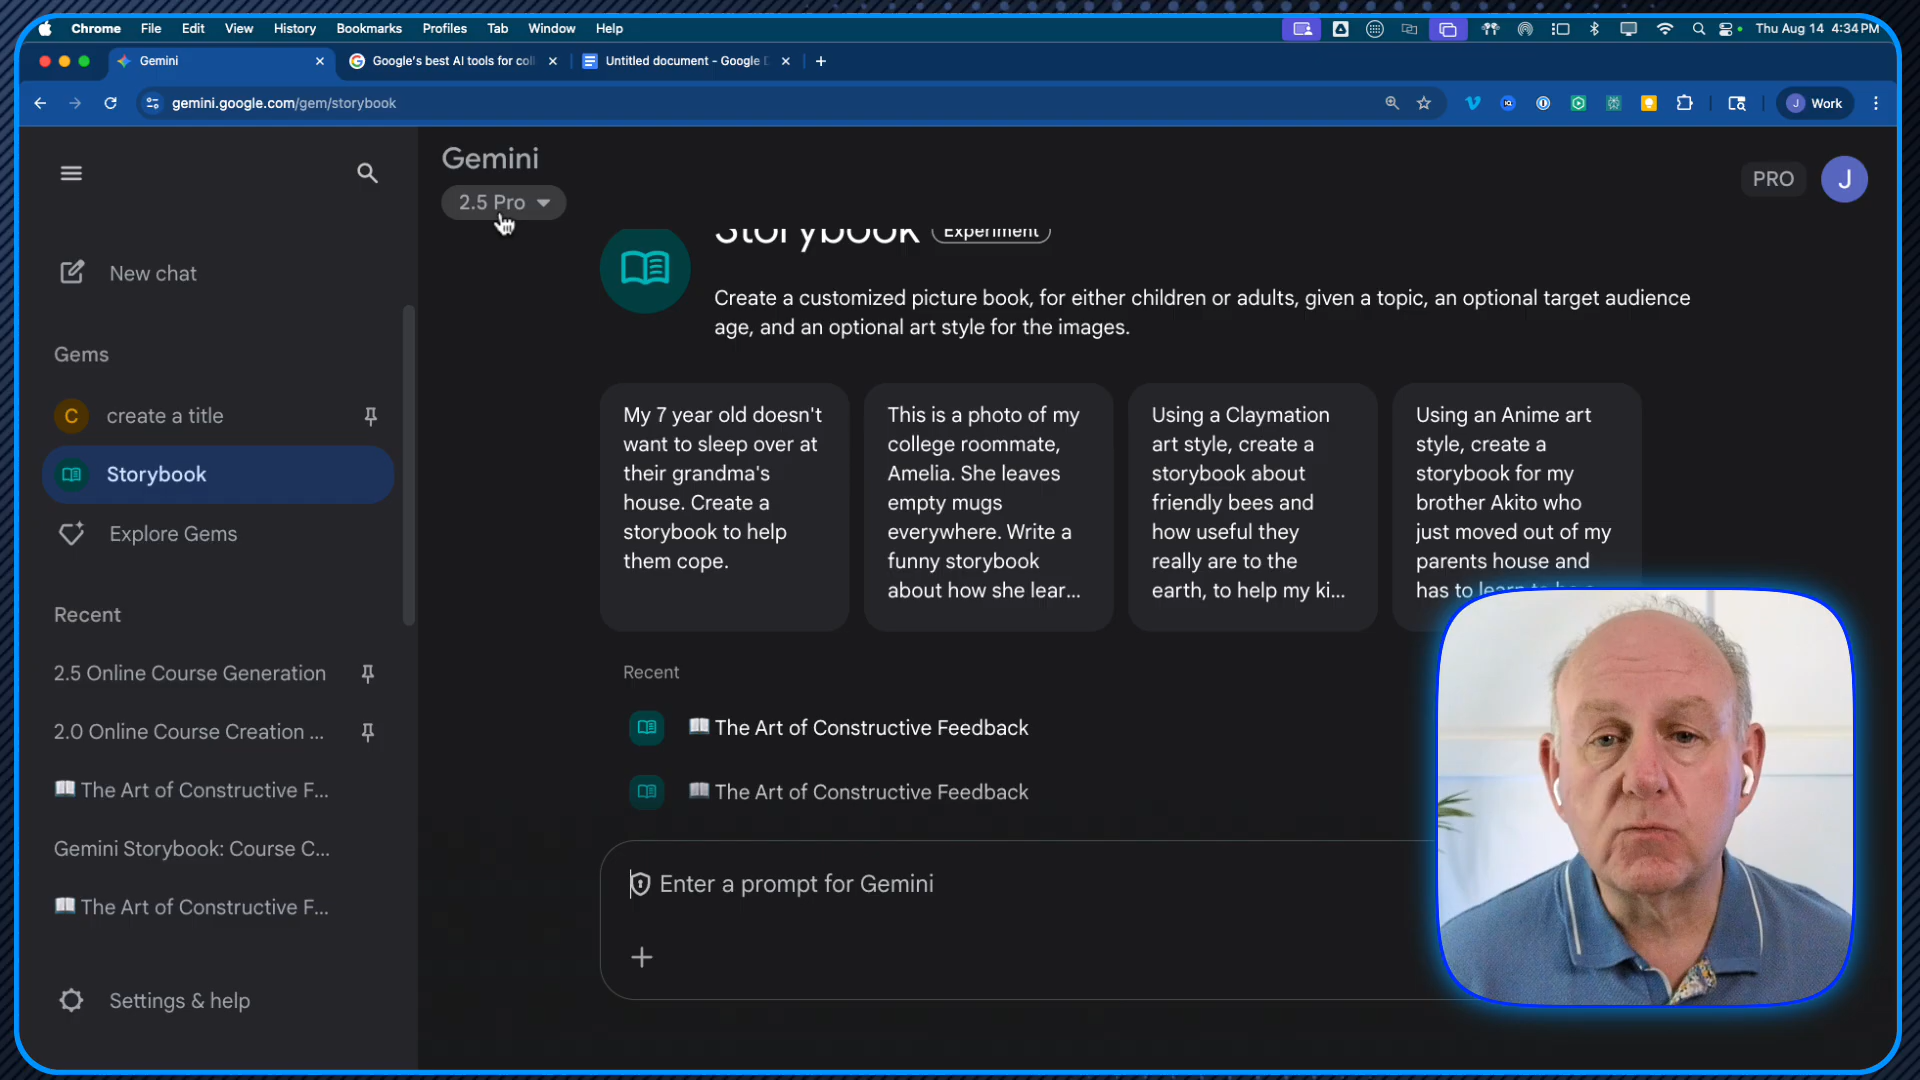 Chrome File Edit View History Bookmarks Profiles Tab Window Help Thu Aug 14 4:34 PM
Gemini
Google's best AI tools for col
Untitled document - Google D
gemini.google.com/gem/storybook
J Work
Gemini
2.5 Pro
PRO
J
New chat
Gems
C create a title
Storybook
Explore Gems
Recent
2.5 Online Course Generation
2.0 Online Course Creation ...
The Art of Constructive F...
Gemini Storybook: Course C...
The Art of Constructive F...
Settings & help
Storybook Experiment
Create a customized picture book, for either children or adults, given a topic, an optional target audience
age, and an optional art style for the images.
My 7 year old doesn't
want to sleep over at
their grandma's
house. Create a
storybook to help
them cope.
This is a photo of my
college roommate,
Amelia. She leaves
empty mugs
everywhere. Write a
funny storybook
about how she lear...
Using a Claymation
art style, create a
storybook about
friendly bees and
how useful they
really are to the
earth, to help my ki...
Using an Anime art
style, create a
storybook for my
brother Akito who
just moved out of my
parents house and
has to learn to be a
Recent
The Art of Constructive Feedback
The Art of Constructive Feedback
Enter a prompt for Gemini